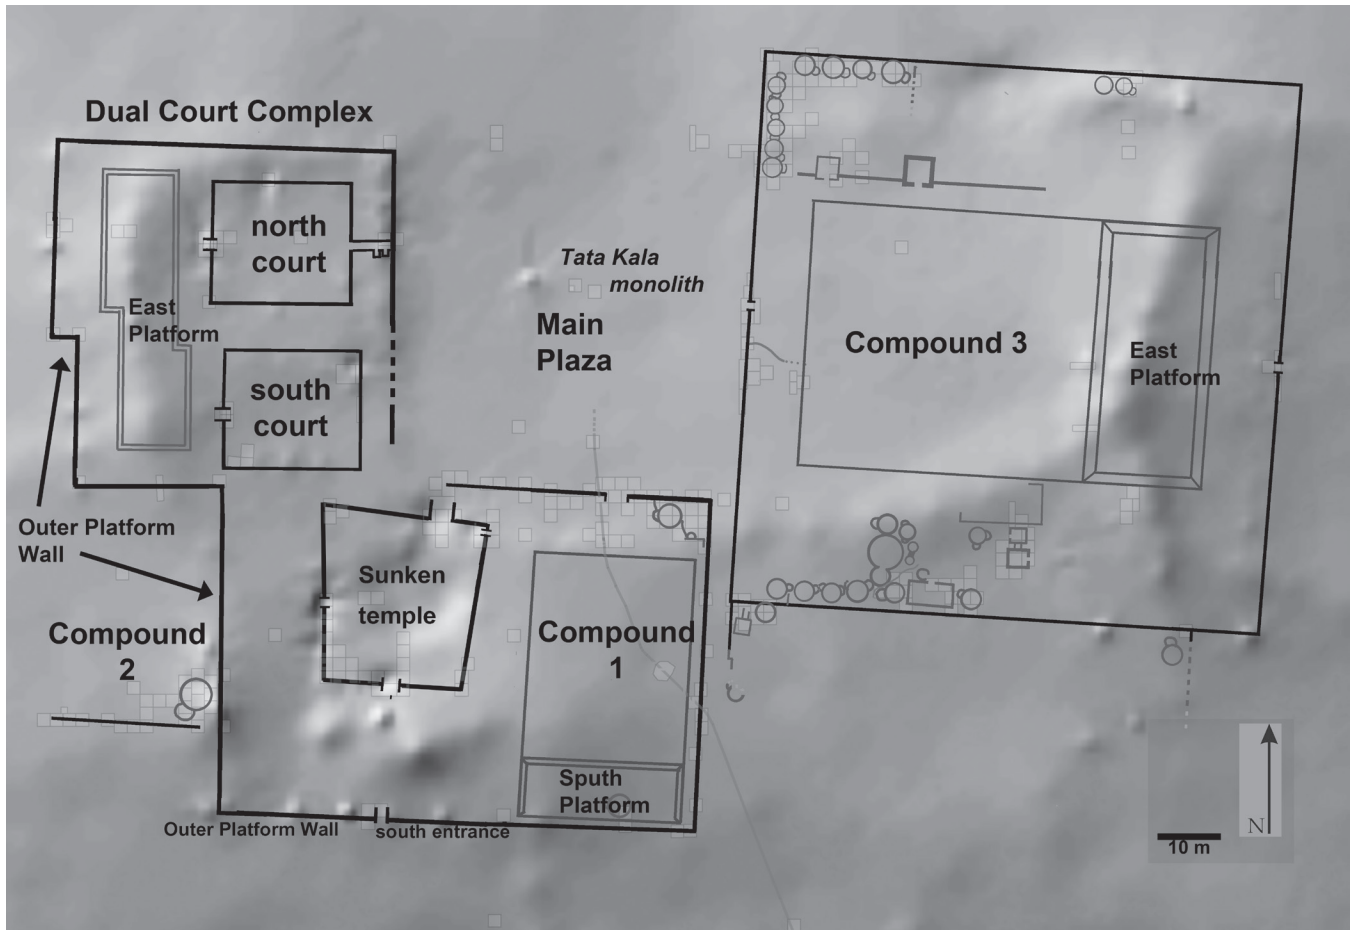 Dual Court Complex
north
court
East
Platform
south
court
Tata Kala
monolith
Main
Plaza
Compound 3
East
Platform
Outer Platform
Wall
Sunken
temple
Compound
2
Compound
1
Sputh
Platform
Outer Platform Wall
south entrance
N
10 m